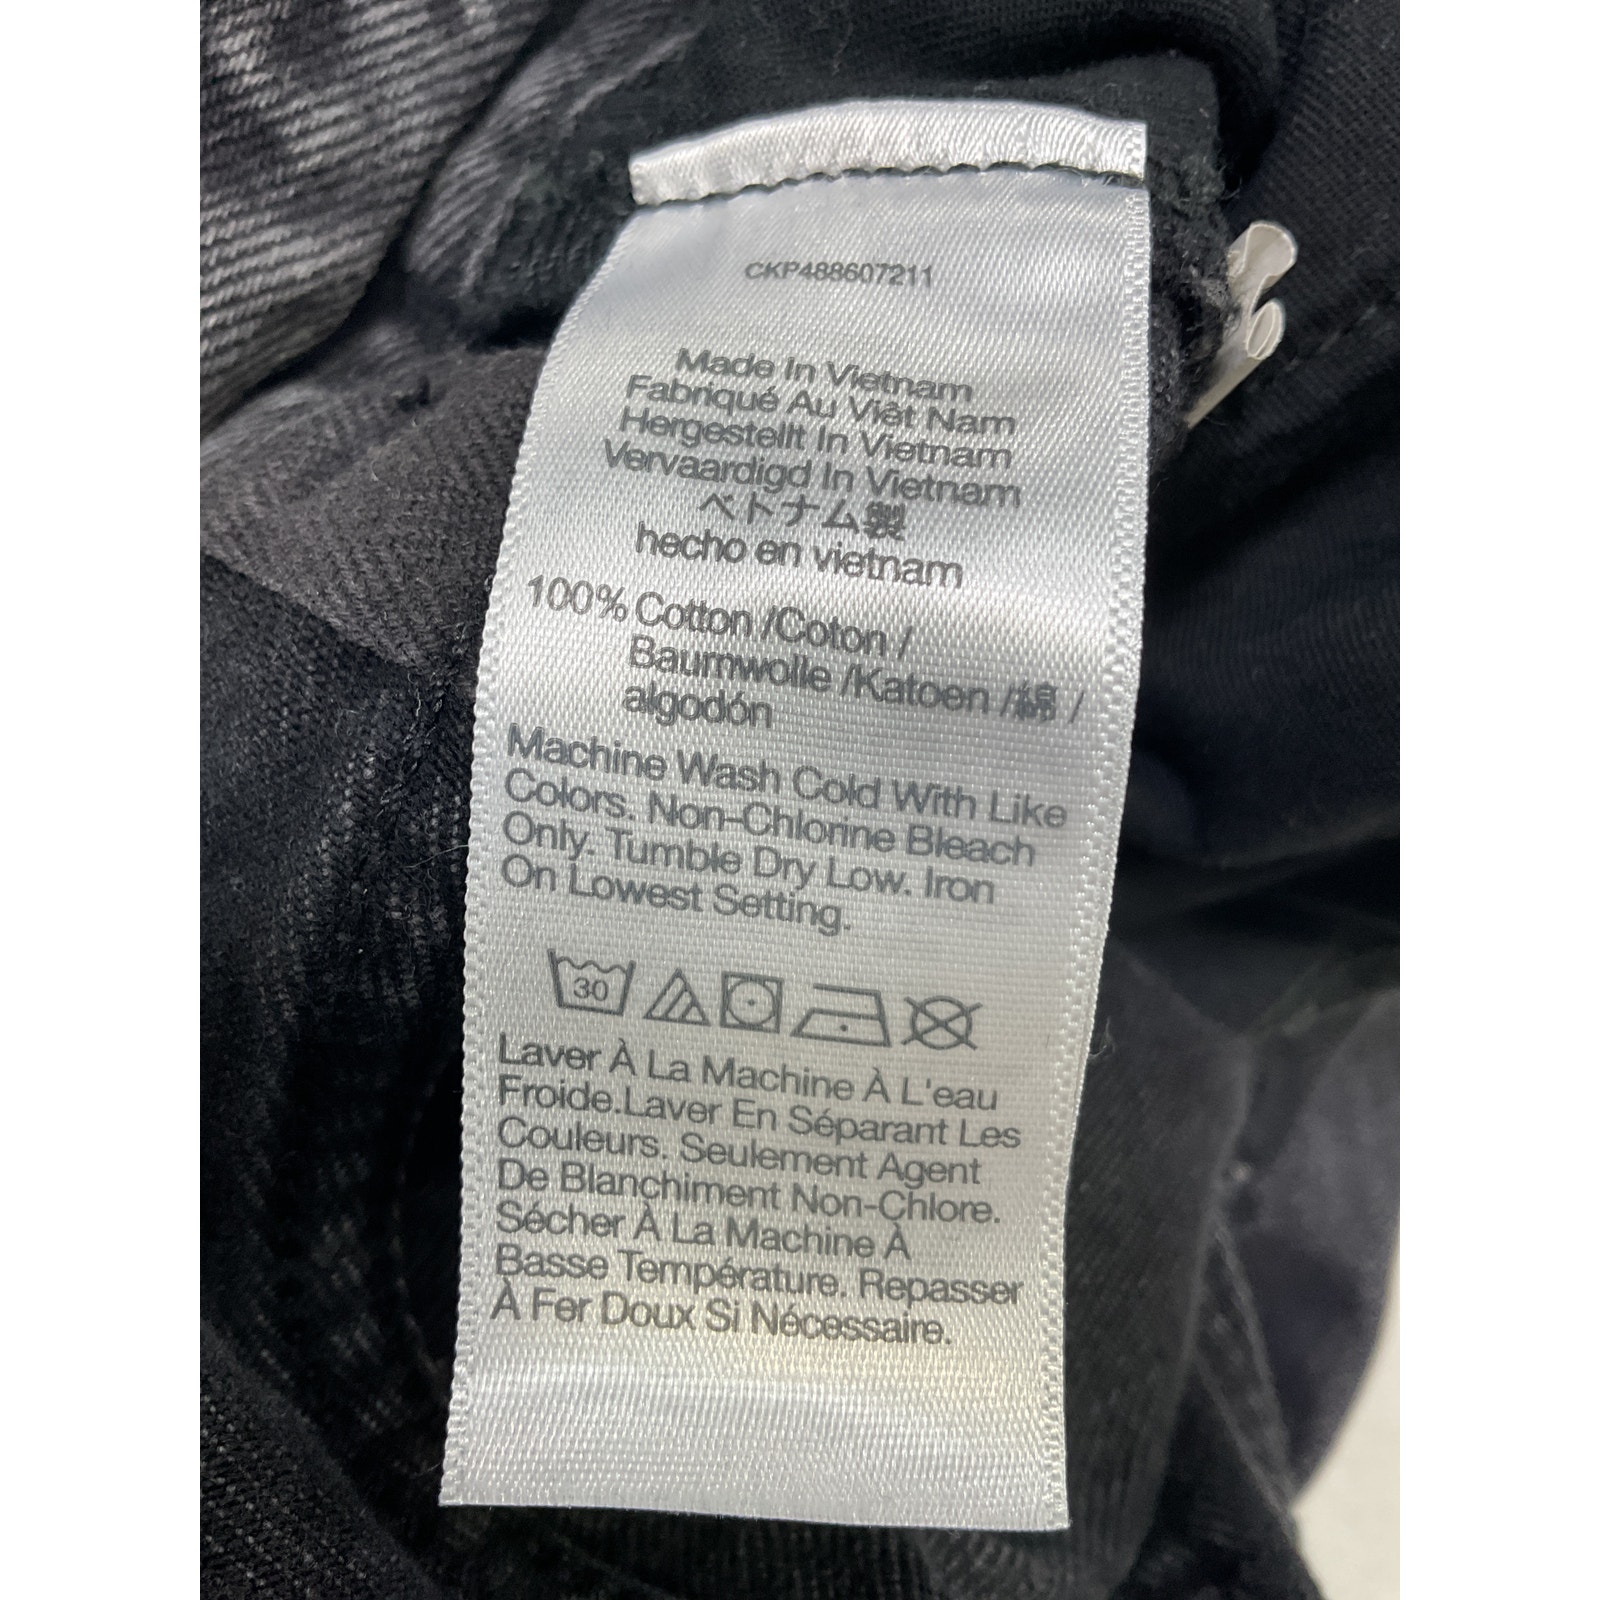 CKP488607211
Made In Vietnam
Fabriqué Au Viêt Nam
Hergestellt In Vietnam
Vervaardigd In Vietnam
ベトナム製
hecho en vietnam
100% Cotton /Coton /
Baumwolle /Katoen /綿 /
algodón
Machine Wash Cold With Like
Colors. Non-Chlorine Bleach
Only. Tumble Dry Low. Iron
On Lowest Setting.
30
Laver À La Machine À L'eau
Froide.Laver En Séparant Les
Couleurs. Seulement Agent
De Blanchiment Non-Chlore.
Sécher À La Machine À
Basse Température. Repasser
À Fer Doux Si Nécessaire.